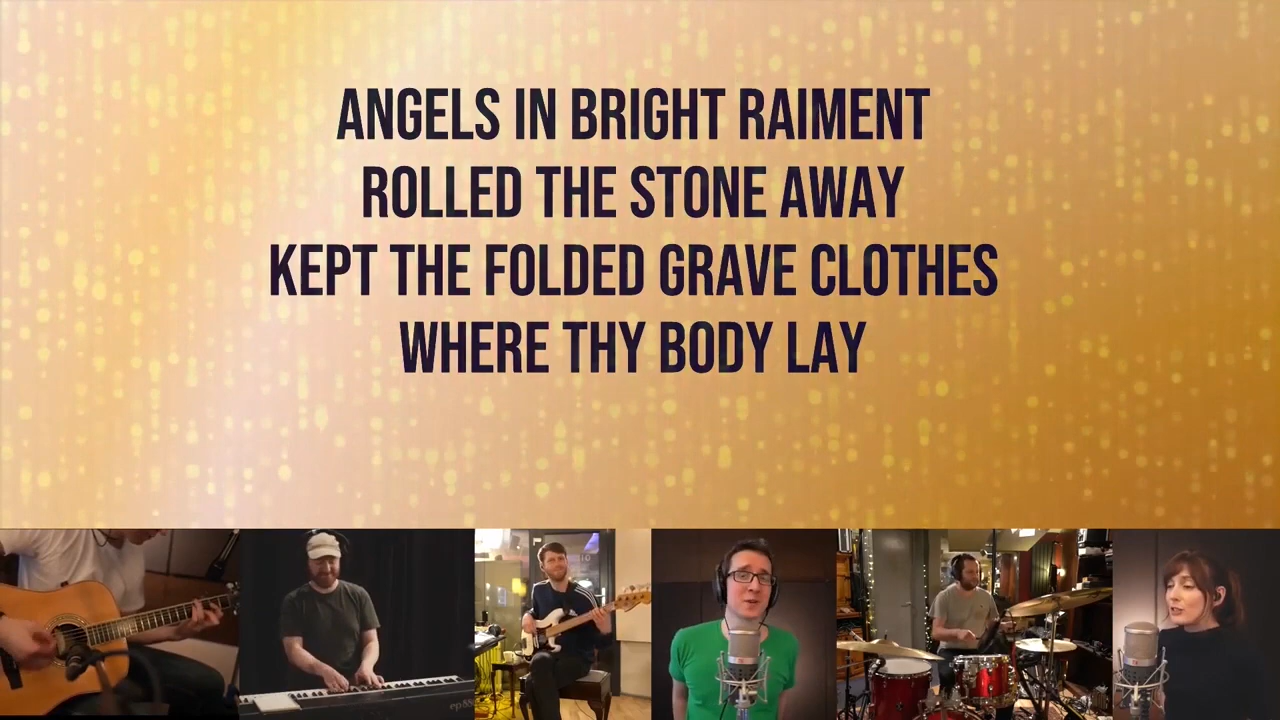 ANGELS IN BRIGHT RAIMENT
ROLLED THE STONE AWAY
KEPT THE FOLDED GRAVE CLOTHES
WHERE THY BODY LAY